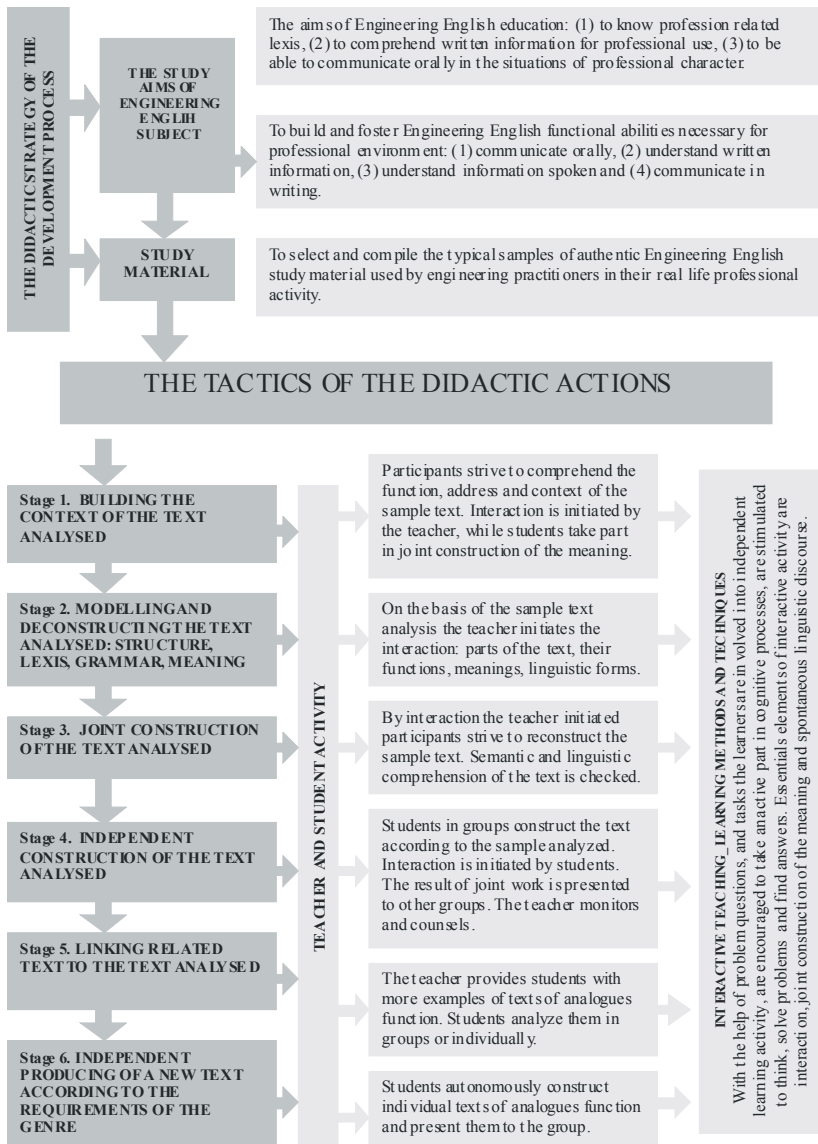 THE DIDACTIC STRATEGY OF THE
DEVELOPMENT PROCESS
THE STUDY
AIMS OF
ENGINEERING
ENGLIH
SUBJECT
The aims of Engineering English education: (1) to know profession related
lexis, (2) to comprehend written information for professional use, (3) to be
able to communicate orally in the situations of professional character.
To build and foster Engineering English functional abilities necessary for
professional environment: (1) communicate orally, (2) understand written
information, (3) understand information spoken and (4) communicate in
writing.
STUDY
MATERIAL
To select and compile the typical samples of authentic Engineering English
study material used by engineering practitioners in their real life professional
activity.
THE TACTICS OF THE DIDACTIC ACTIONS
Stage 1. BUILDING THE
CONTEXT OF THE TEXT
ANALYSED
Stage 2. MODELLING AND
DECONSTRUCTING THE TEXT
ANALYSED: STRUCTURE,
LEXIS, GRAMMAR, MEANING
Stage 3. JOINT CONSTRUCTION
OF THE TEXT ANALYSED
Stage 4. INDEPENDENT
CONSTRUCTION OF THE TEXT
ANALYSED
Stage 5. LINKING RELATED
TEXT TO THE TEXT ANALYSED
Stage 6. INDEPENDENT
PRODUCING OF A NEW TEXT
ACCORDING TO THE
REQUIREMENTS OF THE
GENRE
TEACHER AND STUDENT ACTIVITY
Participants strive to comprehend the
function, address and context of the
sample text. Interaction is initiated by
the teacher, while students take part
in joint construction of the meaning.
On the basis of the sample text
analysis the teacher initiates the
interaction: parts of the text, their
functions, meanings, linguistic forms.
By interaction the teacher initiated
participants strive to reconstruct the
sample text. Semantic and linguistic
comprehension of the text is checked.
Students in groups construct the text
according to the sample analyzed.
Interaction is initiated by students.
The result of joint work is presented
to other groups. The teacher monitors
and counsels.
The teacher provides students with
more examples of texts of analogues
function. Students analyze them in
groups or individually.
Students autonomously construct
individual texts of analogues function
and present them to the group.
INTERACTIVE TEACHING_LEARNING METHODS AND TECHNIQUES
With the help of problem questions, and tasks the learners are in volved into independent
learning activity, are encouraged to take an active part in cognitive processes, are stimulated
to think, solve problems and find answers. Essentials elements of interactive activity are
interaction, joint construction of the meaning and spontaneous linguistic discourse.